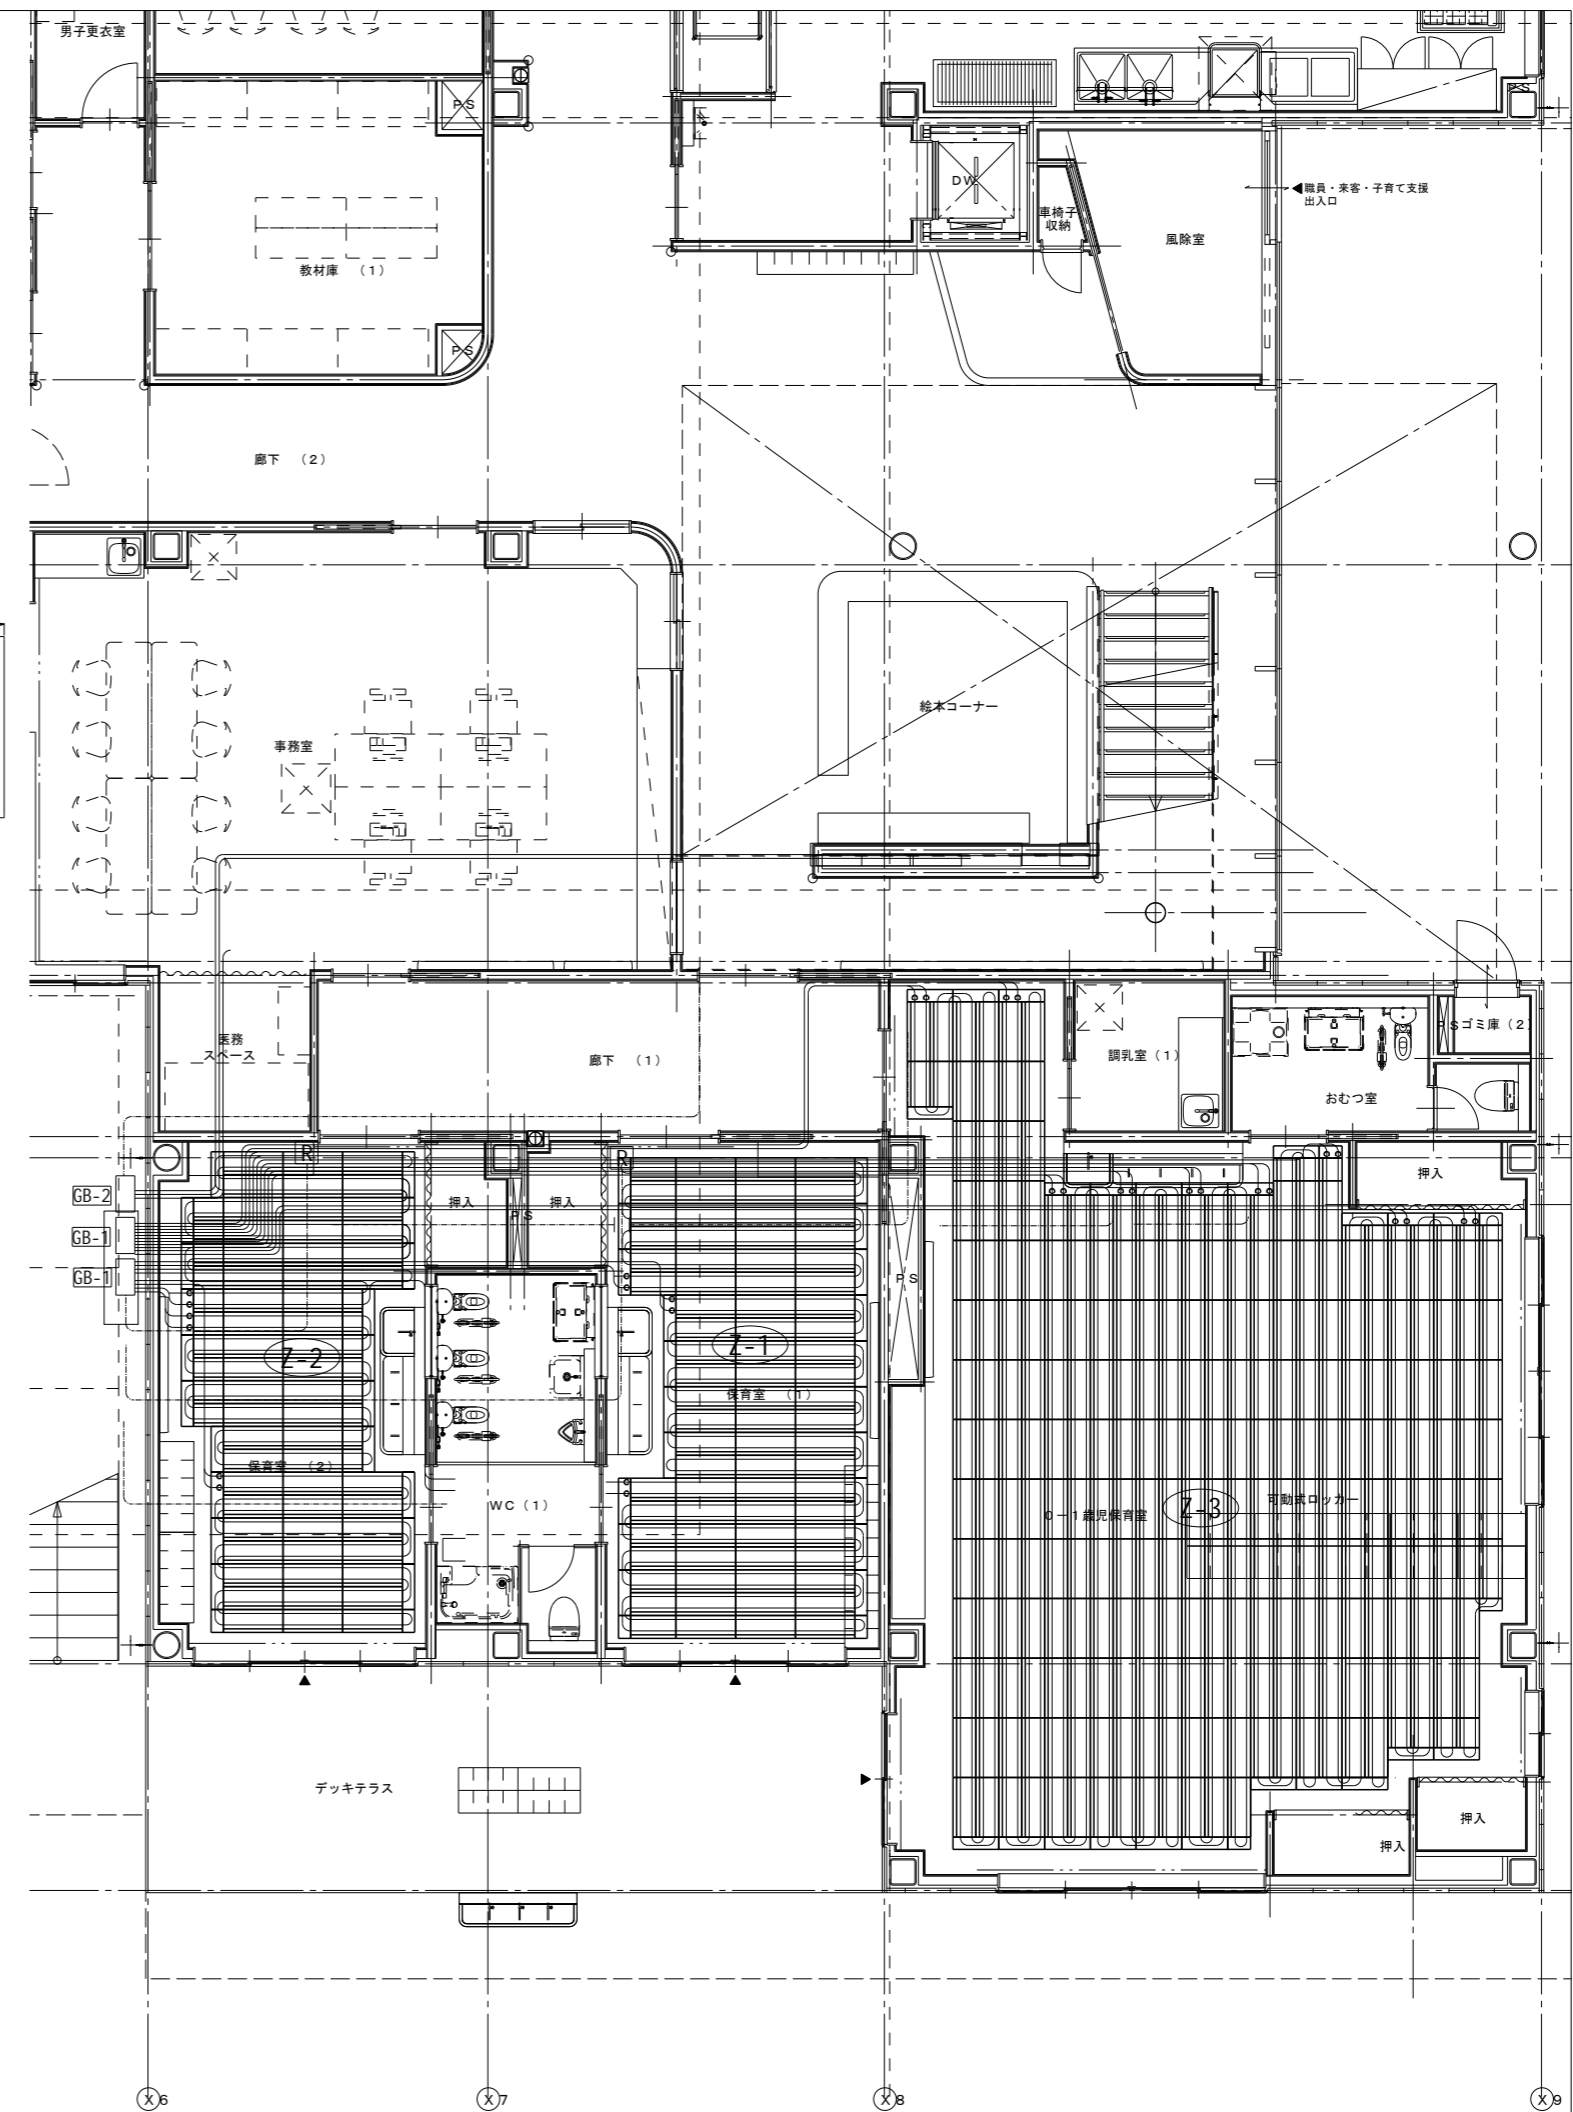 男子更衣室
PS
PS
DW
車椅子
収納
◀職員・来客・子育て支援
出入口
風除室
教材庫 （1）
PS
廊下 （2）
絵本コーナー
事務室
医務
スペース
廊下 （1）
調乳室（1）
PS
ゴミ庫（2）
おむつ室
R
R
押入
GB-2
GB-1
GB-1
押入
PS
押入
PS
Z-2
Z-1
保育室 （1）
保育室 （2）
WC（1）
0－1歳児保育室
Z-3
可動式ロッカー
デッキテラス
押入
押入
X6
X7
X8
X9